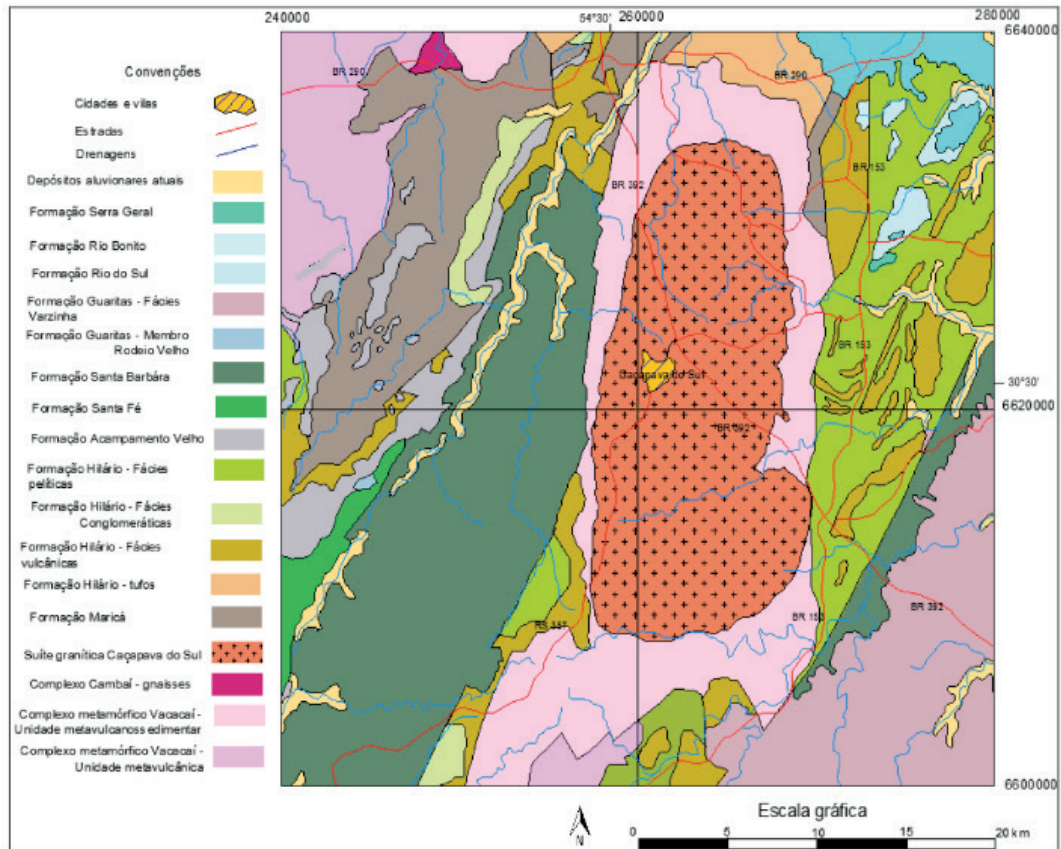 240000
54°30'
260000
280000
6640000
Convenções
Cidades e vilas
Estradas
Drenagens
Depósitos aluvionares atuais
Formação Serra Geral
Formação Rio Bonito
Formação Rio do Sul
Formação Guaritas - Fácies
Varzinha
Formação Guaritas - Membro
Rodeio Velho
Formação Santa Barbára
Formação Santa Fé
Formação Acampamento Velho
Formação Hilário - Fácies
pelíticas
Formação Hilário - Fácies
Conglomeráticas
Formação Hilário - Fácies
vulcânicas
Formação Hilário - tufos
Formação Maricá
Suíte granítica Caçapava do Sul
Complexo Cambaí - gnaisses
Complexo metamórfico Vacacaí -
Unidade metavulcanossedimentar
Complexo metamórfico Vacacaí -
Unidade metavulcânica
BR 290
BR 290
BR 153
BR 392
BR 153
Caçapava do Sul
BR 392
30°30'
6620000
BR 392
BR 153
RS 357
6600000
N
Escala gráfica
0 5 10 15 20 km